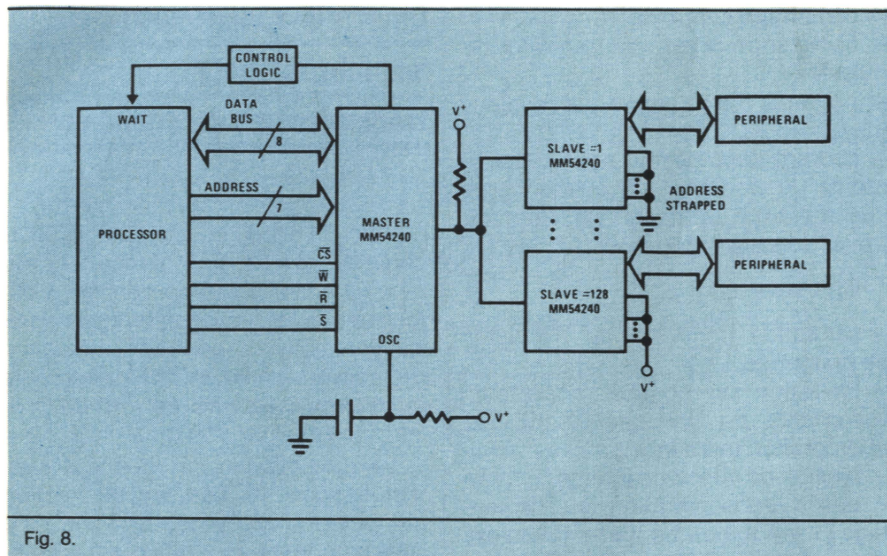 CONTROL
LOGIC
WAIT
DATA
BUS
8
ADDRESS
7
PROCESSOR
MASTER
MM54240
C̅S̅
W̅
R̅
S̅
OSC
V+
V+
SLAVE =1
MM54240
PERIPHERAL
ADDRESS
STRAPPED
SLAVE =128
MM54240
PERIPHERAL
V+
Fig. 8.